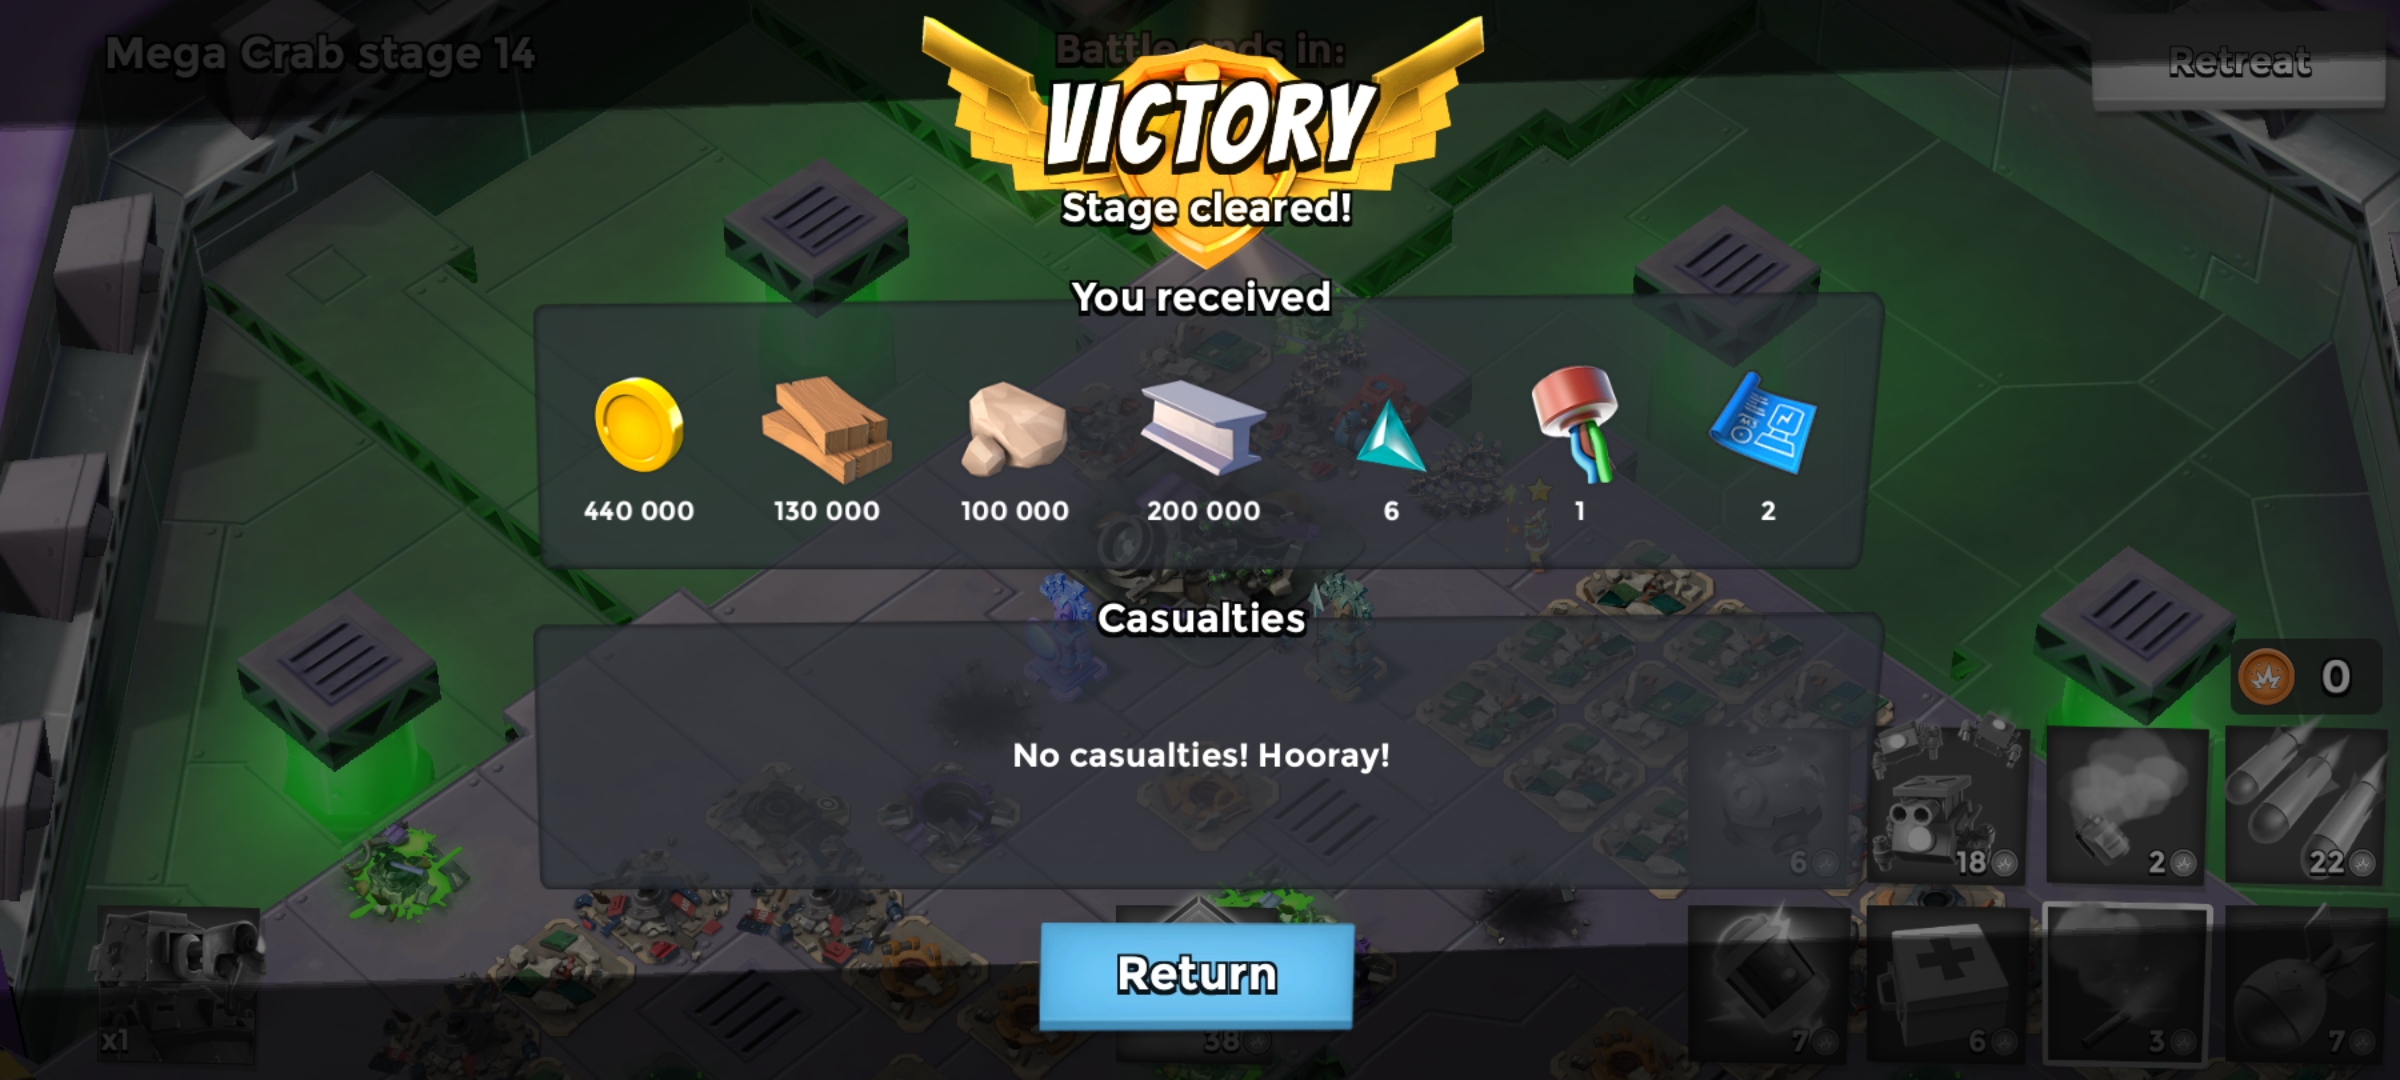 Mega Crab stage 14
Battle ends in:
Retreat
VICTORY
Stage cleared!
You received
440 000
130 000
100 000
200 000
6
1
2
Casualties
No casualties! Hooray!
0
6
18
2
22
Return
x1
38
7
6
3
7